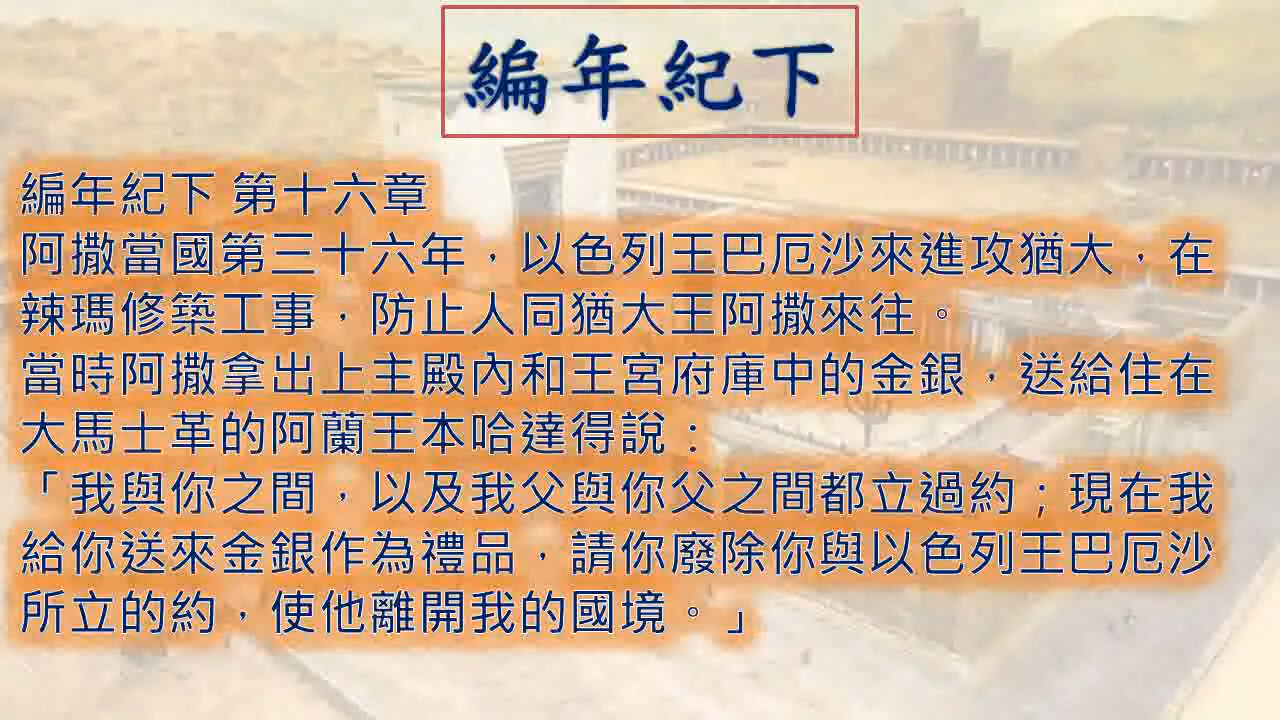 編年紀下
編年紀下 第十六章
阿撒當國第三十六年，以色列王巴厄沙來進攻猶大，在
辣瑪修築工事，防止人同猶大王阿撒來往。
當時阿撒拿出上主殿內和王宮府庫中的金銀，送給住在
大馬士革的阿蘭王本哈達得說：
「我與你之間，以及我父與你父之間都立過約；現在我
給你送來金銀作為禮品，請你廢除你與以色列王巴厄沙
所立的約，使他離開我的國境。」